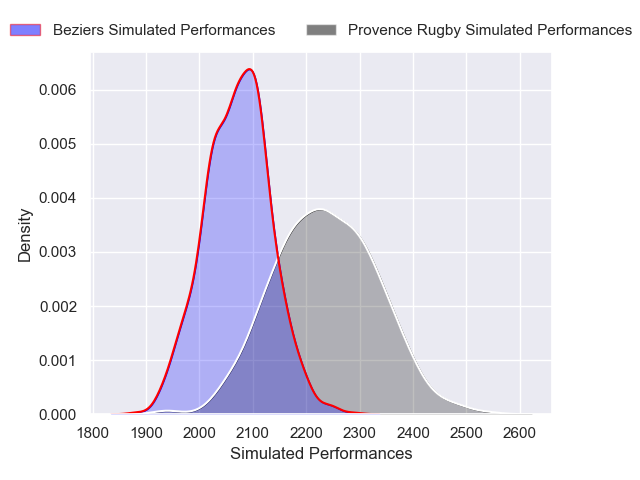 Beziers Simulated Performances Provence Rugby Simulated Performances
0.006
0.005
0.004
0.003
0.002
0.001
0.000
Density
1800 1900 2000 2100 2200 2300 2400 2500 2600
Simulated Performances